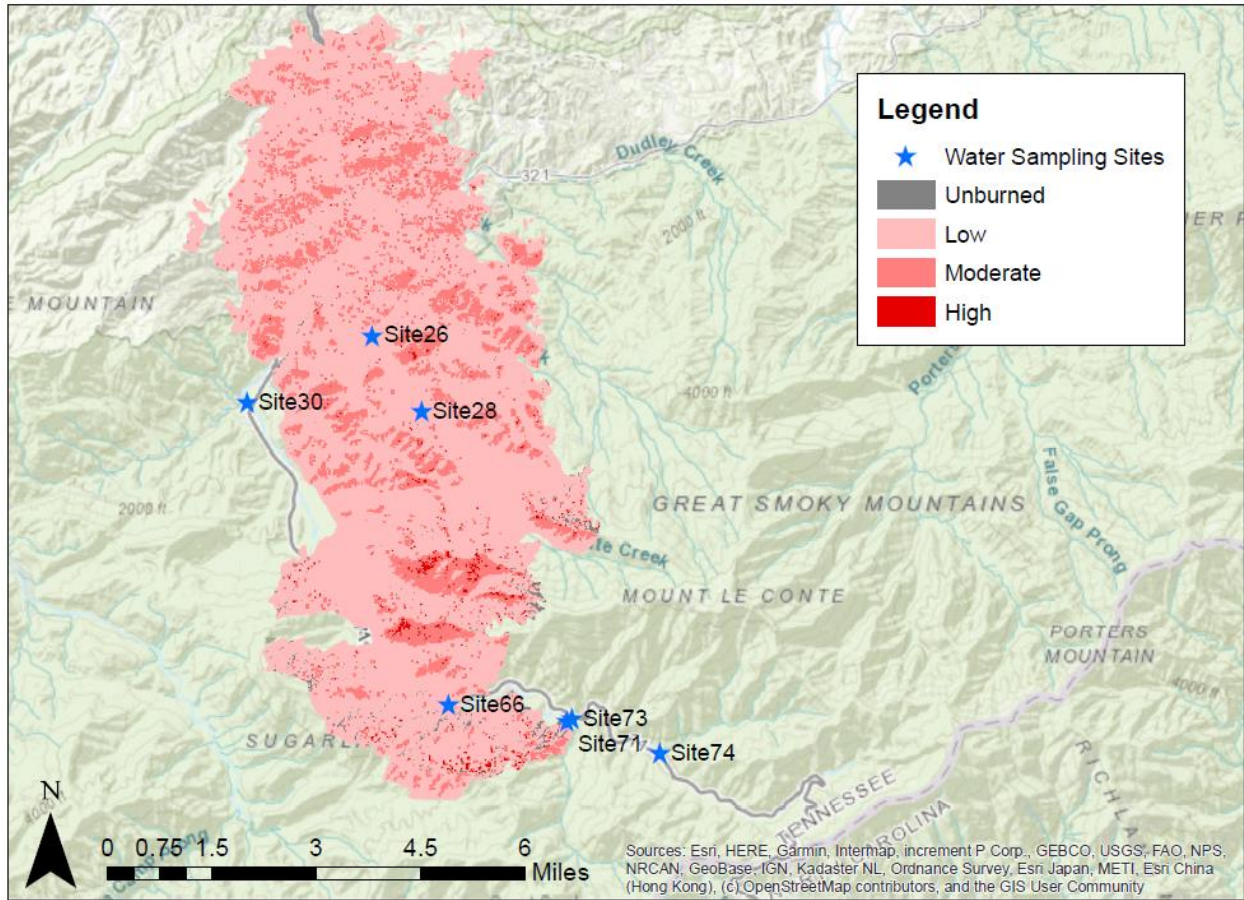 Legend
Water Sampling Sites
Unburned
Low
Moderate
High
Dudley Creek
321
2000 ft
E MOUNTAIN
Site26
Site30
Site28
4000 ft
Porters
GREAT SMOKY MOUNTAINS
False Gap Prong
2000 ft
te Creek
MOUNT LE CONTE
PORTERS
MOUNTAIN
4000 ft
Site66
Site73
Site71
Site74
SUGARL
RICHLA
TENNESSEE
N
4000 ft
0 0.75 1.5 3 4.5 6
Miles
Sources: Esri, HERE, Garmin, Intermap, increment P Corp., GEBCO, USGS, FAO, NPS,
NRCAN, GeoBase, IGN, Kadaster NL, Ordnance Survey, Esri Japan, METI, Esri China
(Hong Kong), (c) OpenStreetMap contributors, and the GIS User Community